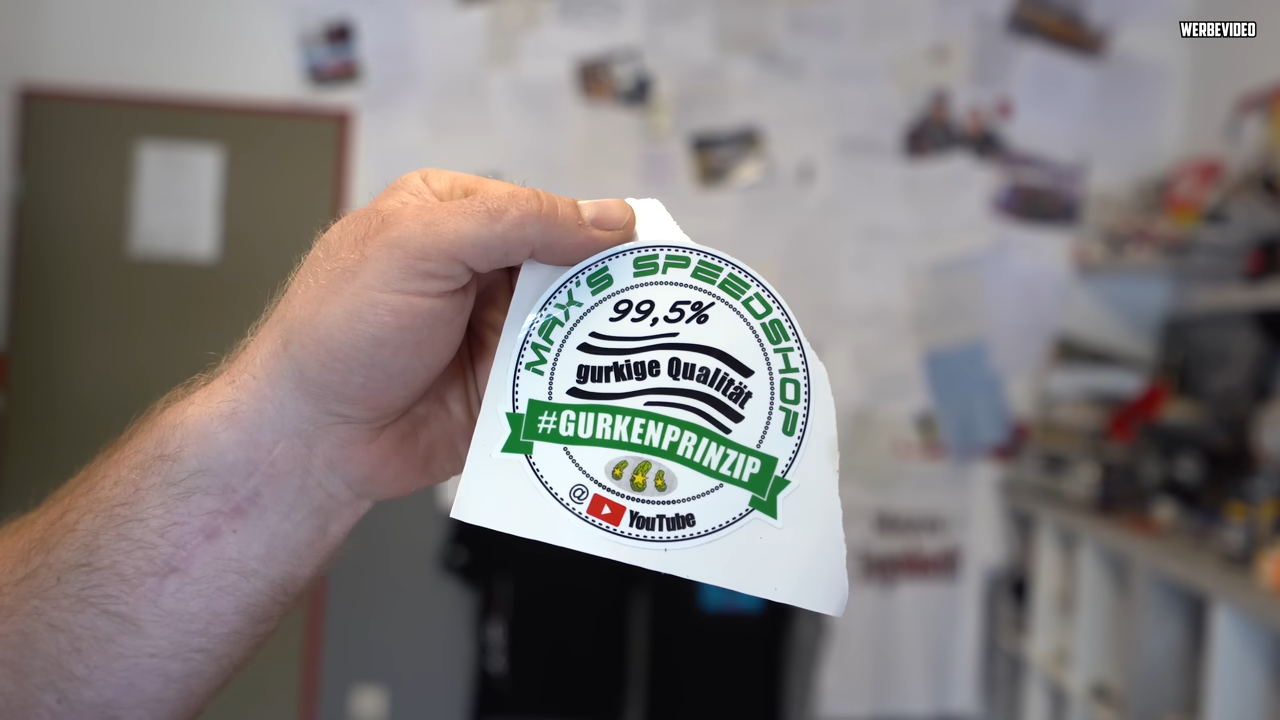 WERBEVIDEO
MAX'S SPEEDSHOP
99,5%
gurkige Qualität
#GURKENPRINZIP
@ YouTube